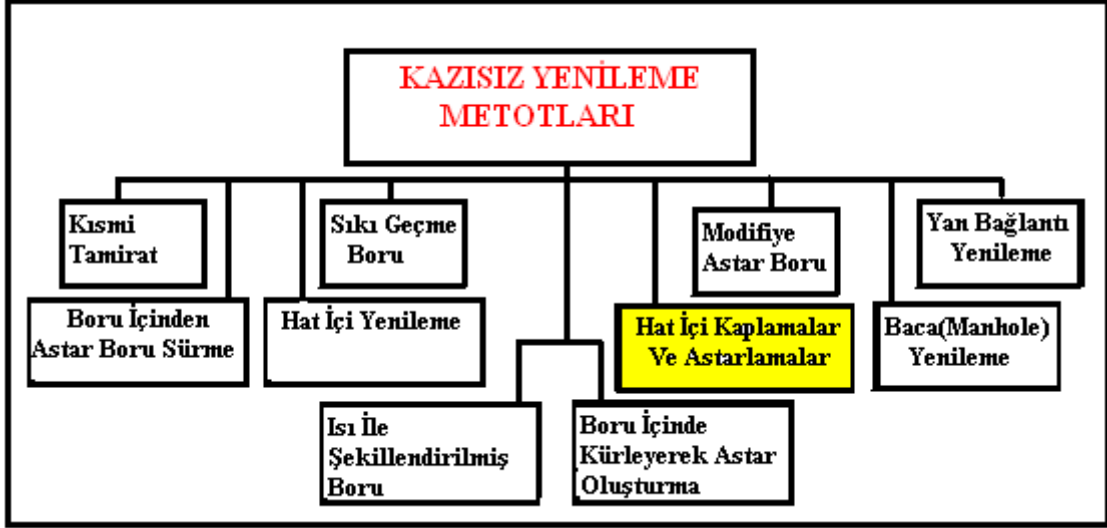 KAZISIZ YENİLEME
METOTLARI
Kısmi
Tamirat
Sıkı Geçme
Boru
Modifiye
Astar Boru
Yan Bağlantı
Yenileme
Boru İçinden
Astar Boru Sürme
Hat İçi Yenileme
Hat İçi Kaplamalar
Ve Astarlamalar
Baca(Manhole)
Yenileme
Isı İle
Şekillendirilmiş
Boru
Boru İçinde
Kürleyerek Astar
Oluşturma